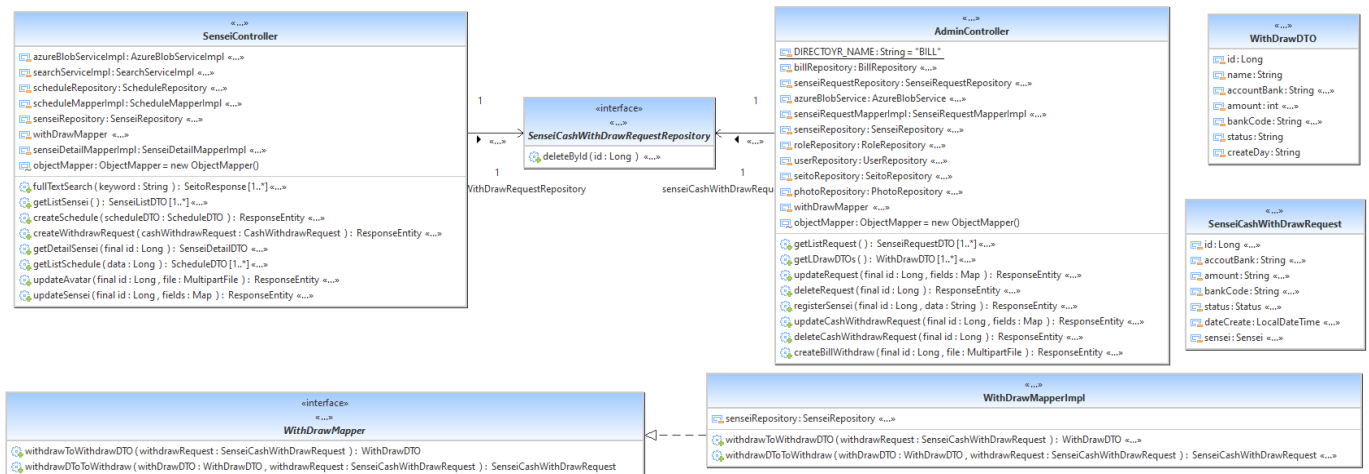 «...»
SenseiController
azureBlobServiceImpl : AzureBlobServiceImpl «...»
searchServiceImpl : SearchServiceImpl «...»
scheduleRepository : ScheduleRepository «...»
scheduleMapperImpl : ScheduleMapperImpl «...»
senseiRepository : SenseiRepository «...»
withDrawMapper «...»
senseiDetailMapperImpl : SenseiDetailMapperImpl «...»
objectMapper : ObjectMapper = new ObjectMapper()
fullTextSearch ( keyword : String ) : SeitoResponse [1..*] «...»
getListSensei ( ) : SenseiListDTO [1..*] «...»
createSchedule ( scheduleDTO : ScheduleDTO ) : ResponseEntity «...»
createWithdrawRequest ( cashWithdrawRequest : CashWithdrawRequest ) : ResponseEntity «...»
getDetailSensei ( final id : Long ) : SenseiDetailDTO «...»
getListSchedule ( data : Long ) : ScheduleDTO [1..*] «...»
updateAvatar ( final id : Long , file : MultipartFile ) : ResponseEntity «...»
updateSensei ( final id : Long , fields : Map ) : ResponseEntity «...»
1
«...»
1
WithDrawRequestRepository
«interface»
«...»
SenseiCashWithDrawRequestRepository
deleteById ( id : Long ) «...»
1
«...»
1
senseiCashWithDrawRequ
«...»
AdminController
DIRECTOYR_NAME : String = "BILL"
billRepository : BillRepository «...»
senseiRequestRepository : SenseiRequestRepository «...»
azureBlobService : AzureBlobService «...»
senseiRequestMapperImpl : SenseiRequestMapperImpl «...»
senseiRepository : SenseiRepository «...»
roleRepository : RoleRepository «...»
userRepository : UserRepository «...»
seitoRepository : SeitoRepository «...»
photoRepository : PhotoRepository «...»
withDrawMapper «...»
objectMapper : ObjectMapper = new ObjectMapper()
getListRequest ( ) : SenseiRequestDTO [1..*] «...»
getLDrawDTOs ( ) : WithDrawDTO [1..*] «...»
updateRequest ( final id : Long , fields : Map ) : ResponseEntity «...»
deleteRequest ( final id : Long ) : ResponseEntity «...»
registerSensei ( final id : Long , data : String ) : ResponseEntity «...»
updateCashWithdrawRequest ( final id : Long , fields : Map ) : ResponseEntity «...»
deleteCashWithdrawRequest ( final id : Long ) : ResponseEntity «...»
createBillWithdraw ( final id : Long , file : MultipartFile ) : ResponseEntity «...»
«...»
WithDrawDTO
id : Long
name : String
accountBank : String «...»
amount : int «...»
bankCode : String «...»
status : String
createDay : String
«...»
SenseiCashWithDrawRequest
id : Long «...»
accoutBank : String «...»
amount : String «...»
bankCode : String «...»
status : Status «...»
dateCreate : LocalDateTime «...»
sensei : Sensei «...»
«interface»
«...»
WithDrawMapper
withdrawToWithdrawDTO ( withdrawRequest : SenseiCashWithDrawRequest ) : WithDrawDTO
withdrawDToToWithdraw ( withDrawDTO : WithDrawDTO , withdrawRequest : SenseiCashWithDrawRequest ) : SenseiCashWithDrawRequest
«...»
WithDrawMapperImpl
senseiRepository : SenseiRepository «...»
withdrawToWithdrawDTO ( withdrawRequest : SenseiCashWithDrawRequest ) : WithDrawDTO «...»
withdrawDToToWithdraw ( withDrawDTO : WithDrawDTO , withdrawRequest : SenseiCashWithDrawRequest ) : SenseiCashWithDrawRequest «...»